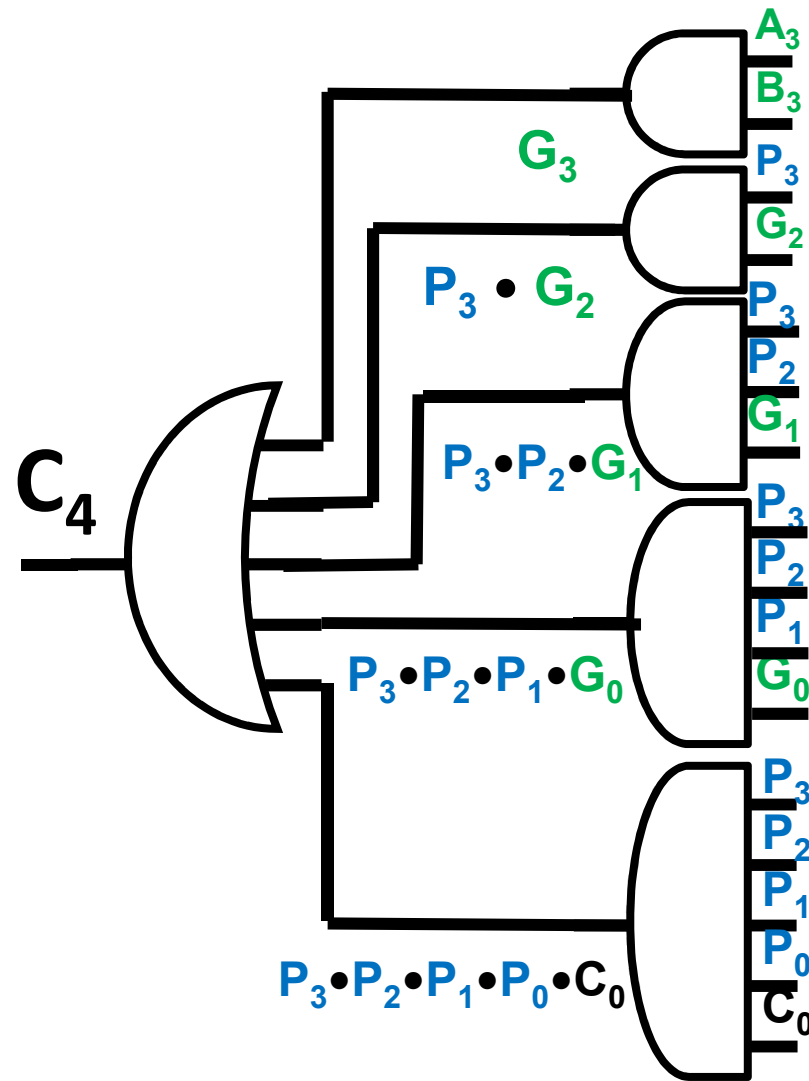 A₃
B₃
G₃
P₃
G₂
P₃ • G₂
P₃
P₂
G₁
P₃•P₂•G₁
C₄
P₃
P₂
P₁
G₀
P₃•P₂•P₁•G₀
P₃
P₂
P₁
P₀
C₀
P₃•P₂•P₁•P₀•C₀